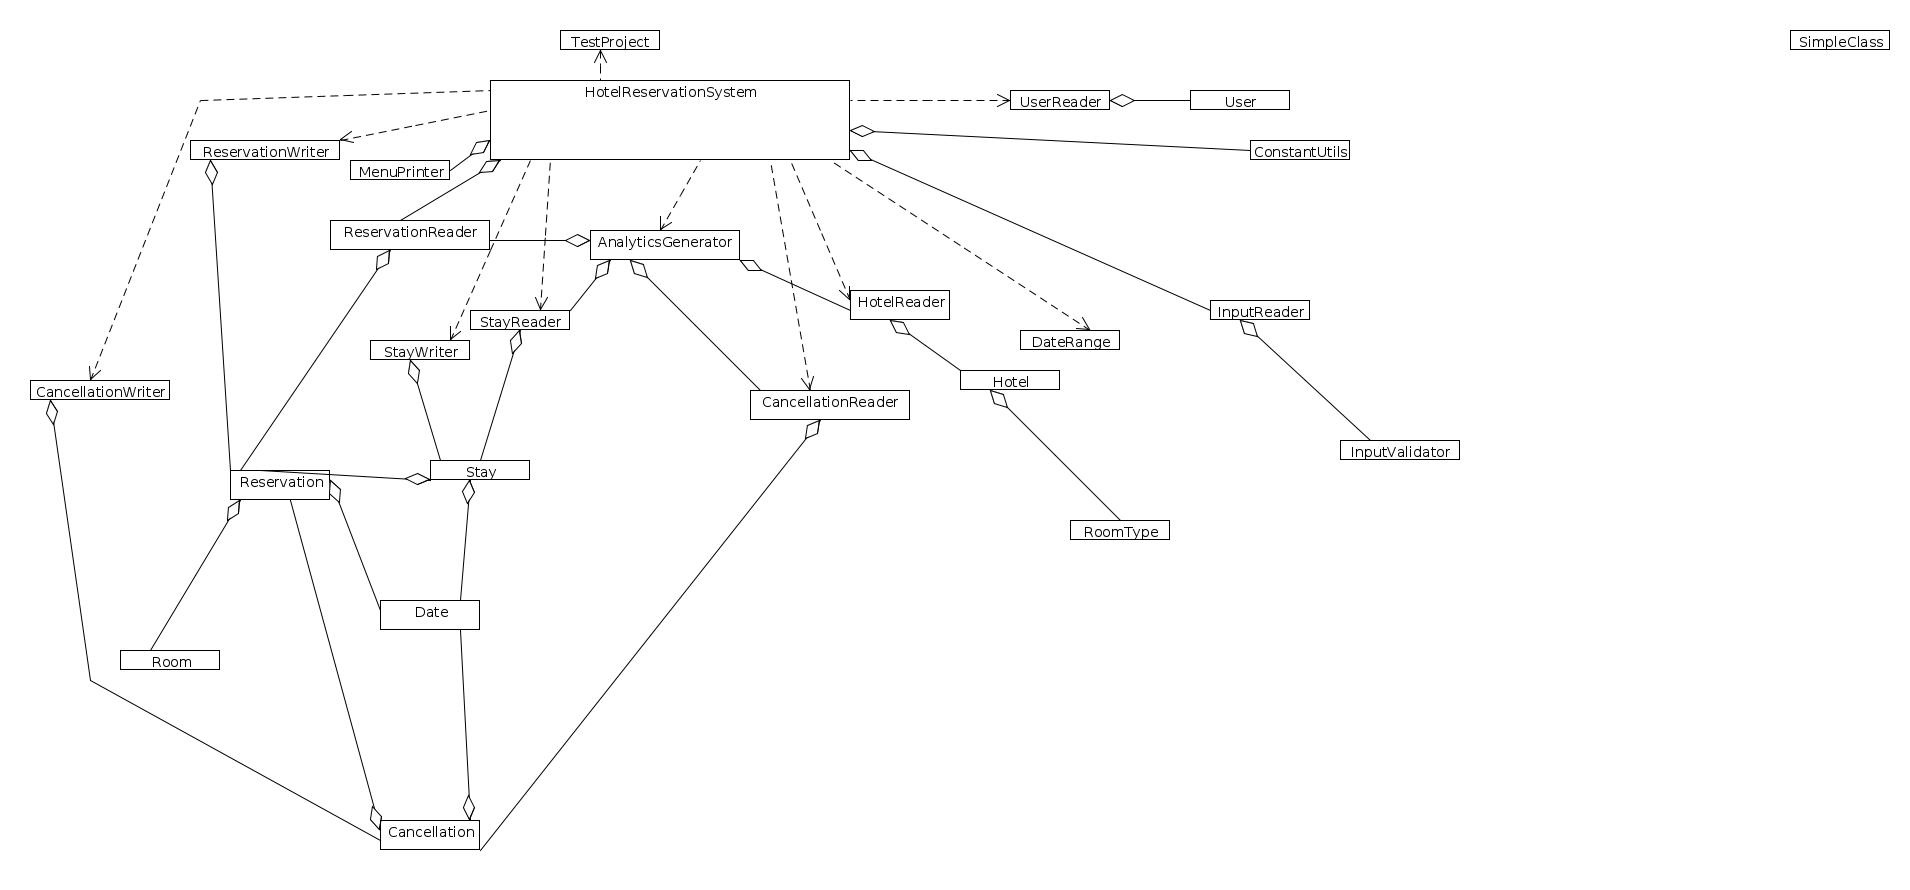 TestProject
SimpleClass
HotelReservationSystem
UserReader
User
ReservationWriter
ConstantUtils
MenuPrinter
ReservationReader
AnalyticsGenerator
HotelReader
InputReader
StayReader
DateRange
StayWriter
Hotel
CancellationWriter
CancellationReader
InputValidator
Stay
Reservation
RoomType
Date
Room
Cancellation